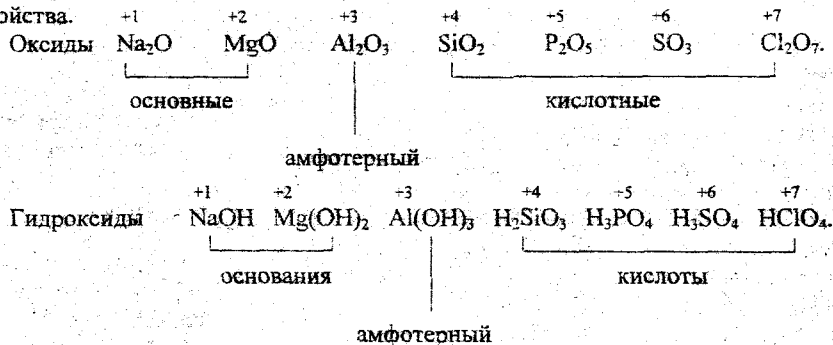 ойства.
+1 +2 +3 +4 +5 +6 +7
Оксиды Na₂O MgO Al₂O₃ SiO₂ P₂O₅ SO₃ Cl₂O₇.
основные кислотные
амфотерный
+1 +2 +3 +4 +5 +6 +7
Гидроксиды NaOH Mg(OH)₂ Al(OH)₃ H₂SiO₃ H₃PO₄ H₃SO₄ HClO₄.
основания кислоты
амфотерный